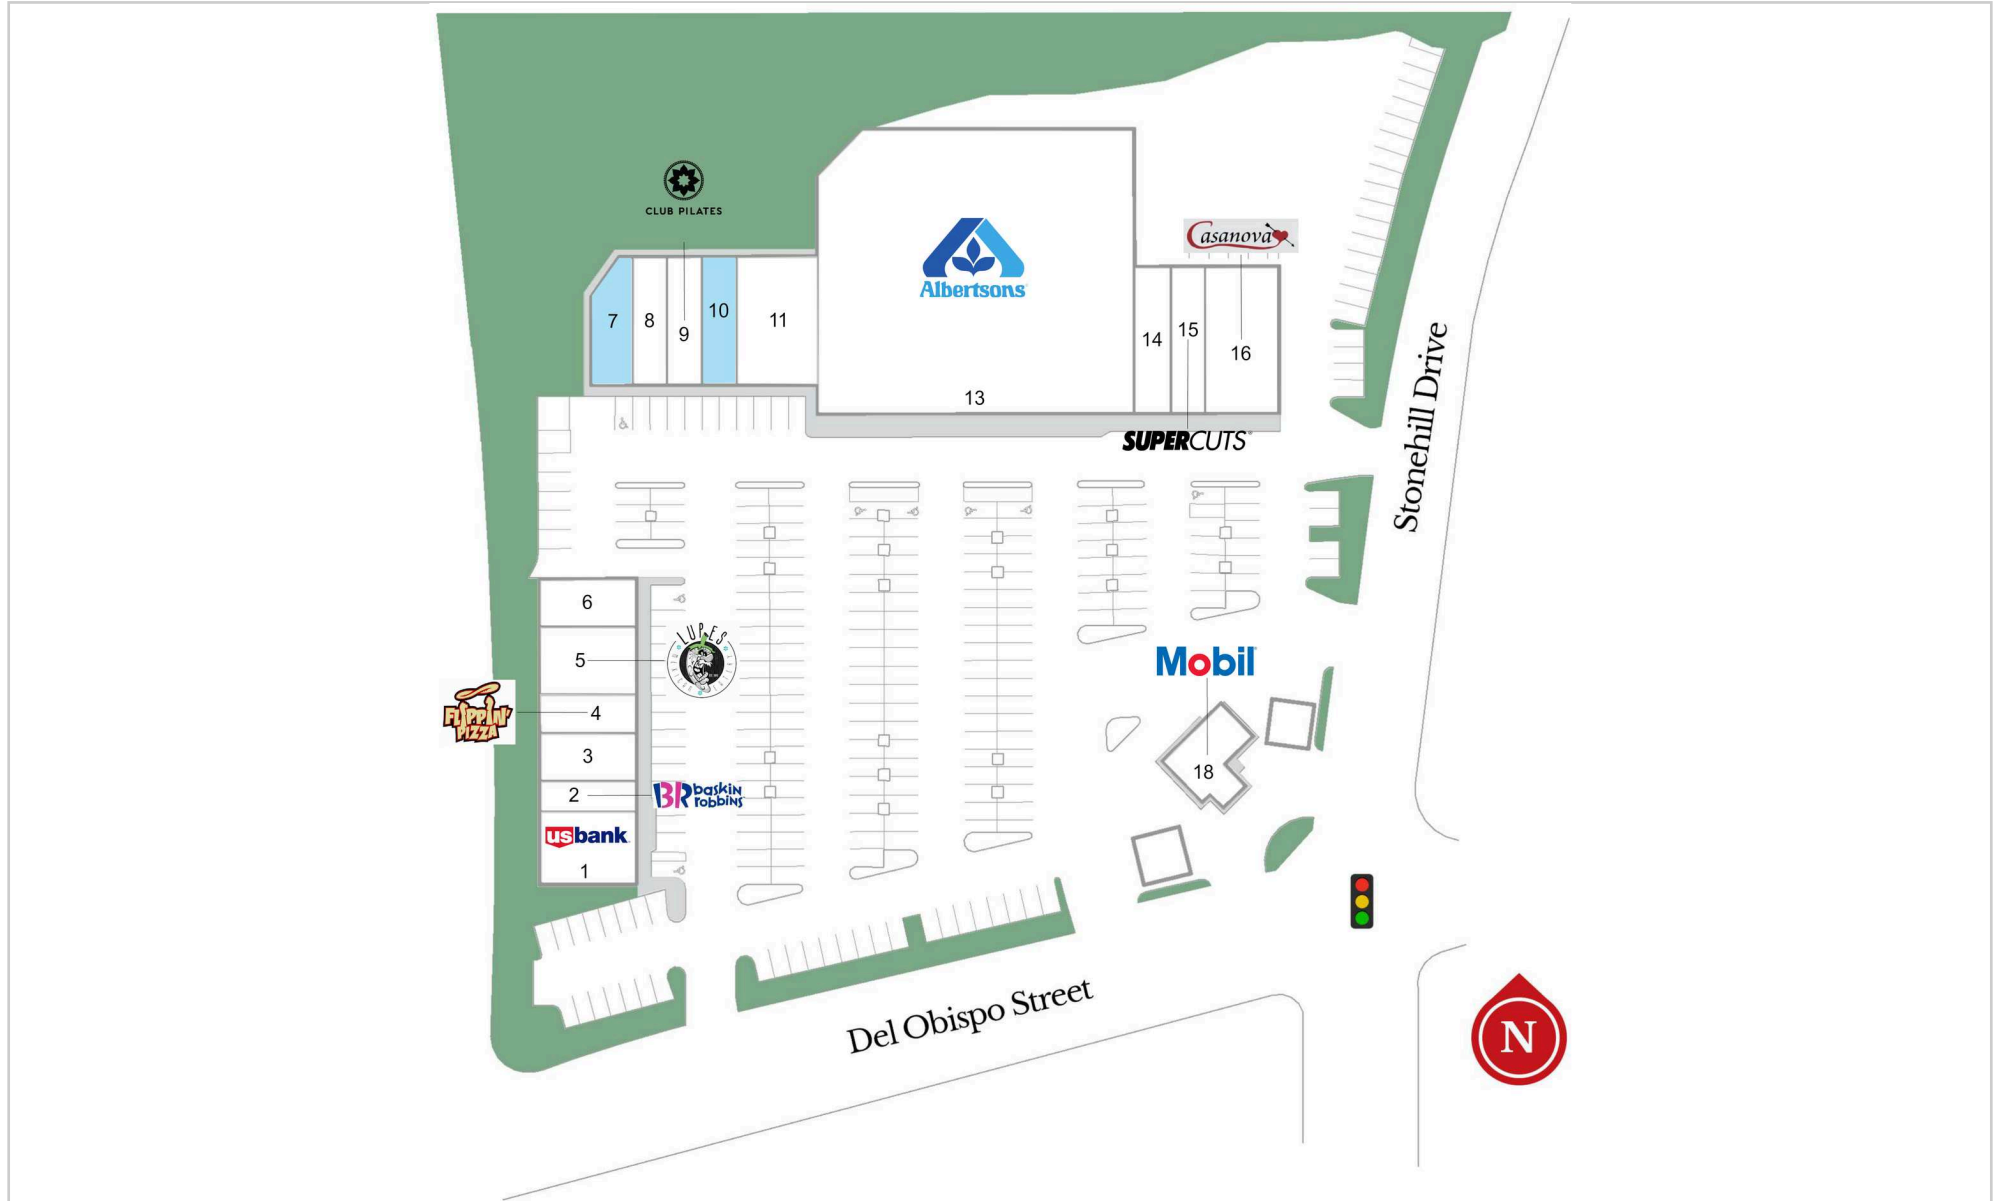 CLUB PILATES
Casanova
Albertsons
7
8
9
10
11
13
14
15
16
SUPERCUTS
Stonehill Drive
6
LUPES
5
Mobil
FLIPPIN'
PIZZA
4
3
18
2
BR baskin
robbins
usbank
1
Del Obispo Street
N